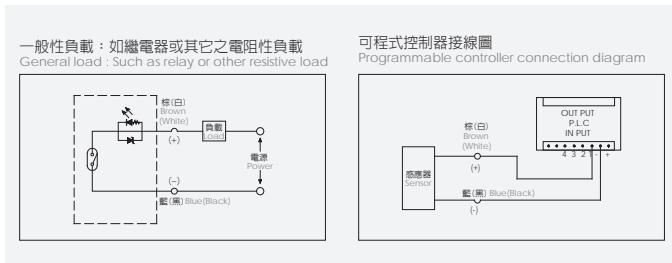 一般性負載：如繼電器或其它之電阻性負載
General load : Such as relay or other resistive load
棕(白)
Brown
(White)
(+)
負載
Load
電源
Power
(−)
藍(黑) Blue(Black)
可程式控制器接線圖
Programmable controller connection diagram
OUT PUT
P.L.C
IN PUT
4 3 2 1 - +
棕(白)
Brown
(White)
(+)
感應器
Sensor
藍(黑) Blue(Black)
(-)